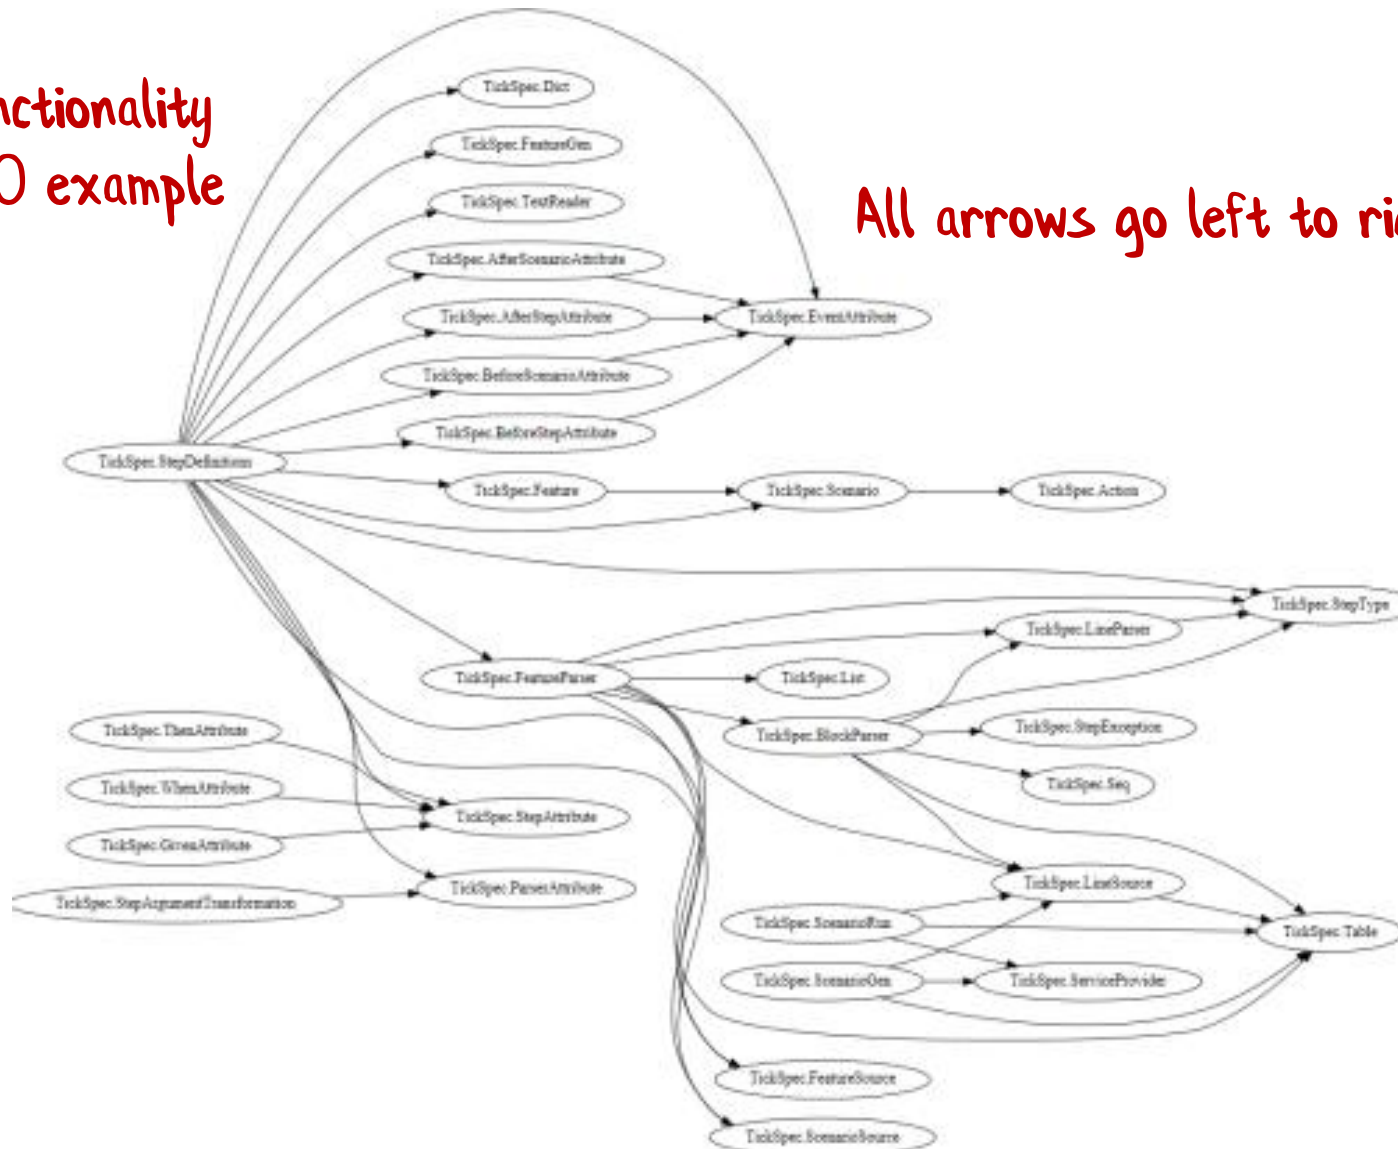 nctionality
O example
All arrows go left to ri
TickSpec.Dict
TickSpec.FeatureGen
TickSpec.TextReader
TickSpec.AfterScenarioAttribute
TickSpec.AfterStepAttribute
TickSpec.EventAttribute
TickSpec.BeforeScenarioAttribute
TickSpec.BeforeStepAttribute
TickSpec.StepDefinitions
TickSpec.Feature
TickSpec.Scenario
TickSpec.Action
TickSpec.StepType
TickSpec.LineParser
TickSpec.FeatureParser
TickSpec.List
TickSpec.ThenAttribute
TickSpec.BlockParser
TickSpec.StepException
TickSpec.WhenAttribute
TickSpec.Seq
TickSpec.StepAttribute
TickSpec.GivenAttribute
TickSpec.ParserAttribute
TickSpec.LineSource
TickSpec.StepArgumentTransformation
TickSpec.ScenarioRun
TickSpec.Table
TickSpec.ScenarioGen
TickSpec.ServiceProvider
TickSpec.FeatureSource
TickSpec.ScenarioSource